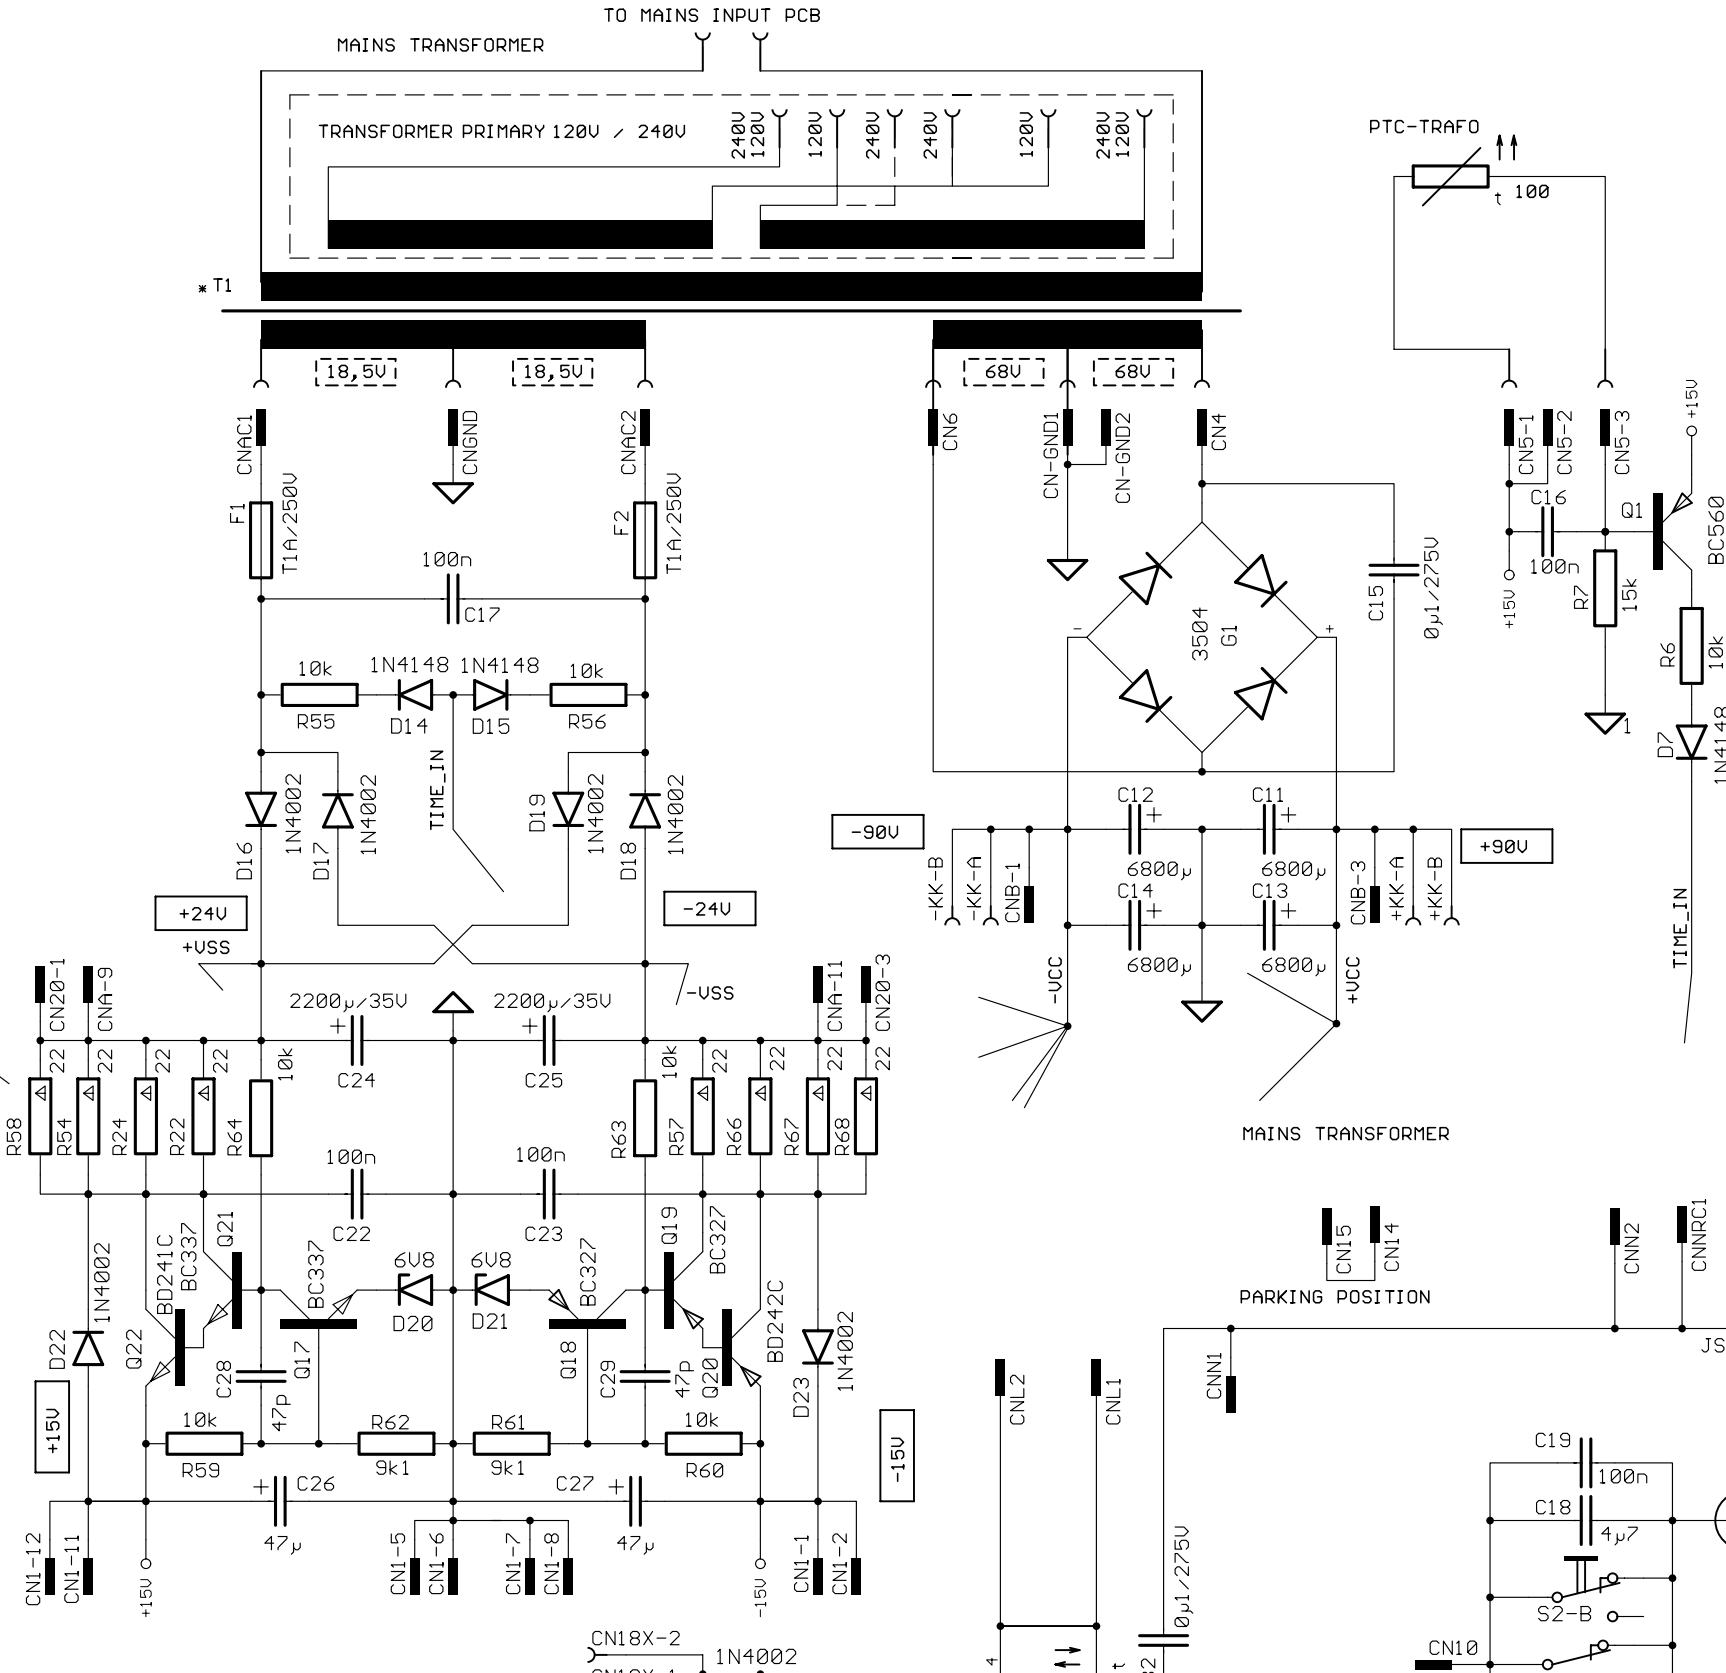 TO MAINS INPUT PCB
MAINS TRANSFORMER
TRANSFORMER PRIMARY 120V / 240V
240V
120V
120V
240V
240V
120V
240V
120V
PTC-TRAFO
t 100
* T1
18,5V
18,5V
68V
68V
CNAC1
CNGND
CNAC2
CN6
CN-GND1
CN-GND2
CN4
CN5-1
CN5-2
CN5-3
+15V
F1
T1A/250V
F2
T1A/250V
100n
C17
3504
G1
-
+
C15
0µ1/275V
C16
100n
+15V
Q1
BC560
R7
15k
R6
10k
1
D7
1N4148
10k
R55
1N4148
D14
1N4148
D15
10k
R56
TIME_IN
D16
1N4002
D17
1N4002
D19
1N4002
D18
1N4002
-90V
+90V
C12
+
6800µ
C11
+
6800µ
C14
+
6800µ
C13
+
6800µ
-KK-B
-KK-A
CNB-1
CNB-3
+KK-A
+KK-B
TIME_IN
+24V
+VSS
-24V
-VSS
-VCC
+VCC
CN20-1
CNA-9
CNA-11
CN20-3
2200µ/35V
+
C24
2200µ/35V
+
C25
22
R58
22
R54
22
R24
22
R22
10k
R64
10k
R63
22
R57
22
R66
22
R67
22
R68
MAINS TRANSFORMER
100n
C22
100n
C23
1N4002
D22
BD241C
Q22
BC337
Q21
BC337
Q17
6V8
D20
6V8
D21
BC327
Q18
Q19
BC327
BD242C
Q20
1N4002
D23
C28
47p
C29
47p
CN15
CN14
PARKING POSITION
CNN2
CNNRC1
JS
CNN1
CNL2
CNL1
+15V
-15V
10k
R59
R62
9k1
R61
9k1
10k
R60
+
C26
47µ
C27
+
47µ
CN1-12
CN1-11
+15V
CN1-5
CN1-6
CN1-7
CN1-8
-15V
CN1-1
CN1-2
0µ1/275V
C19
100n
C18
4µ7
S2-B
CN10
CN18X-2
1N4002
4
t